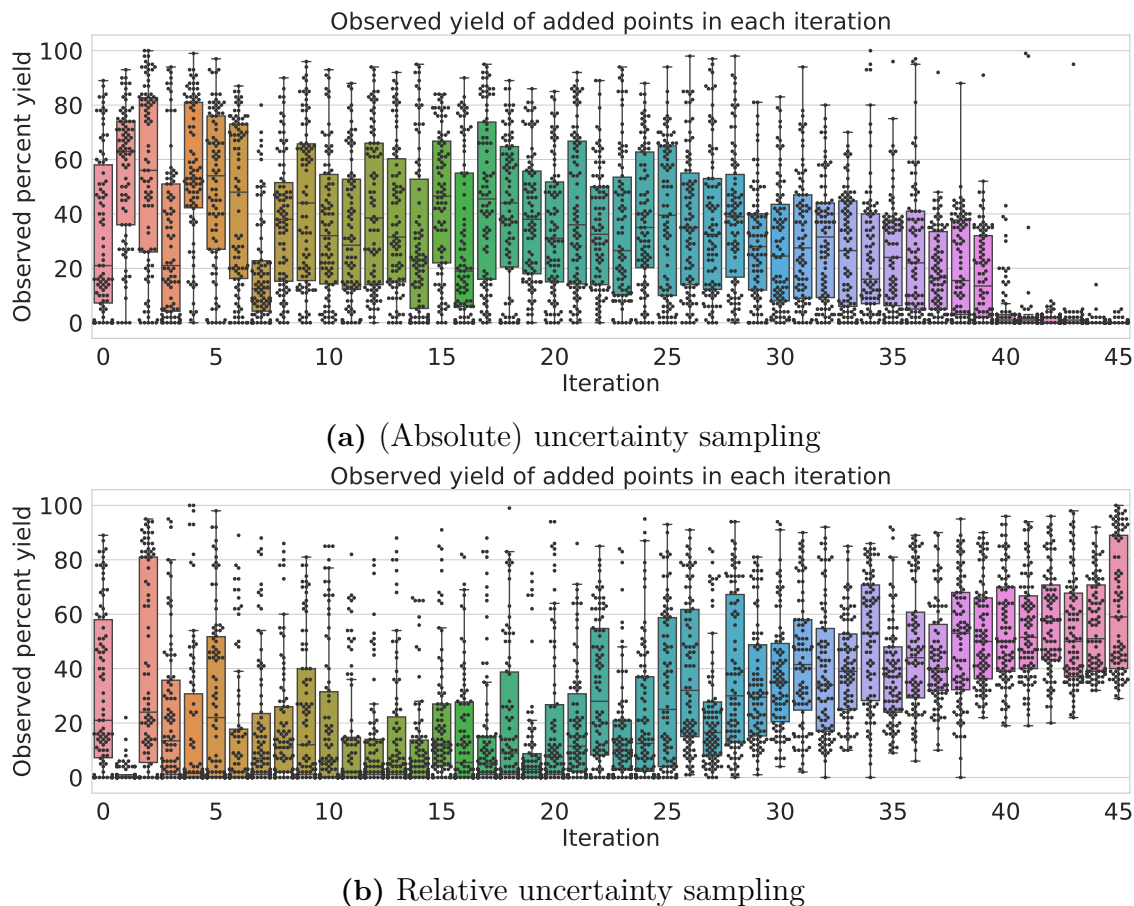 Observed yield of added points in each iteration
Observed percent yield
100
80
60
40
20
0
0 5 10 15 20 25 30 35 40 45
Iteration
(a) (Absolute) uncertainty sampling
Observed yield of added points in each iteration
Observed percent yield
100
80
60
40
20
0
0 5 10 15 20 25 30 35 40 45
Iteration
(b) Relative uncertainty sampling